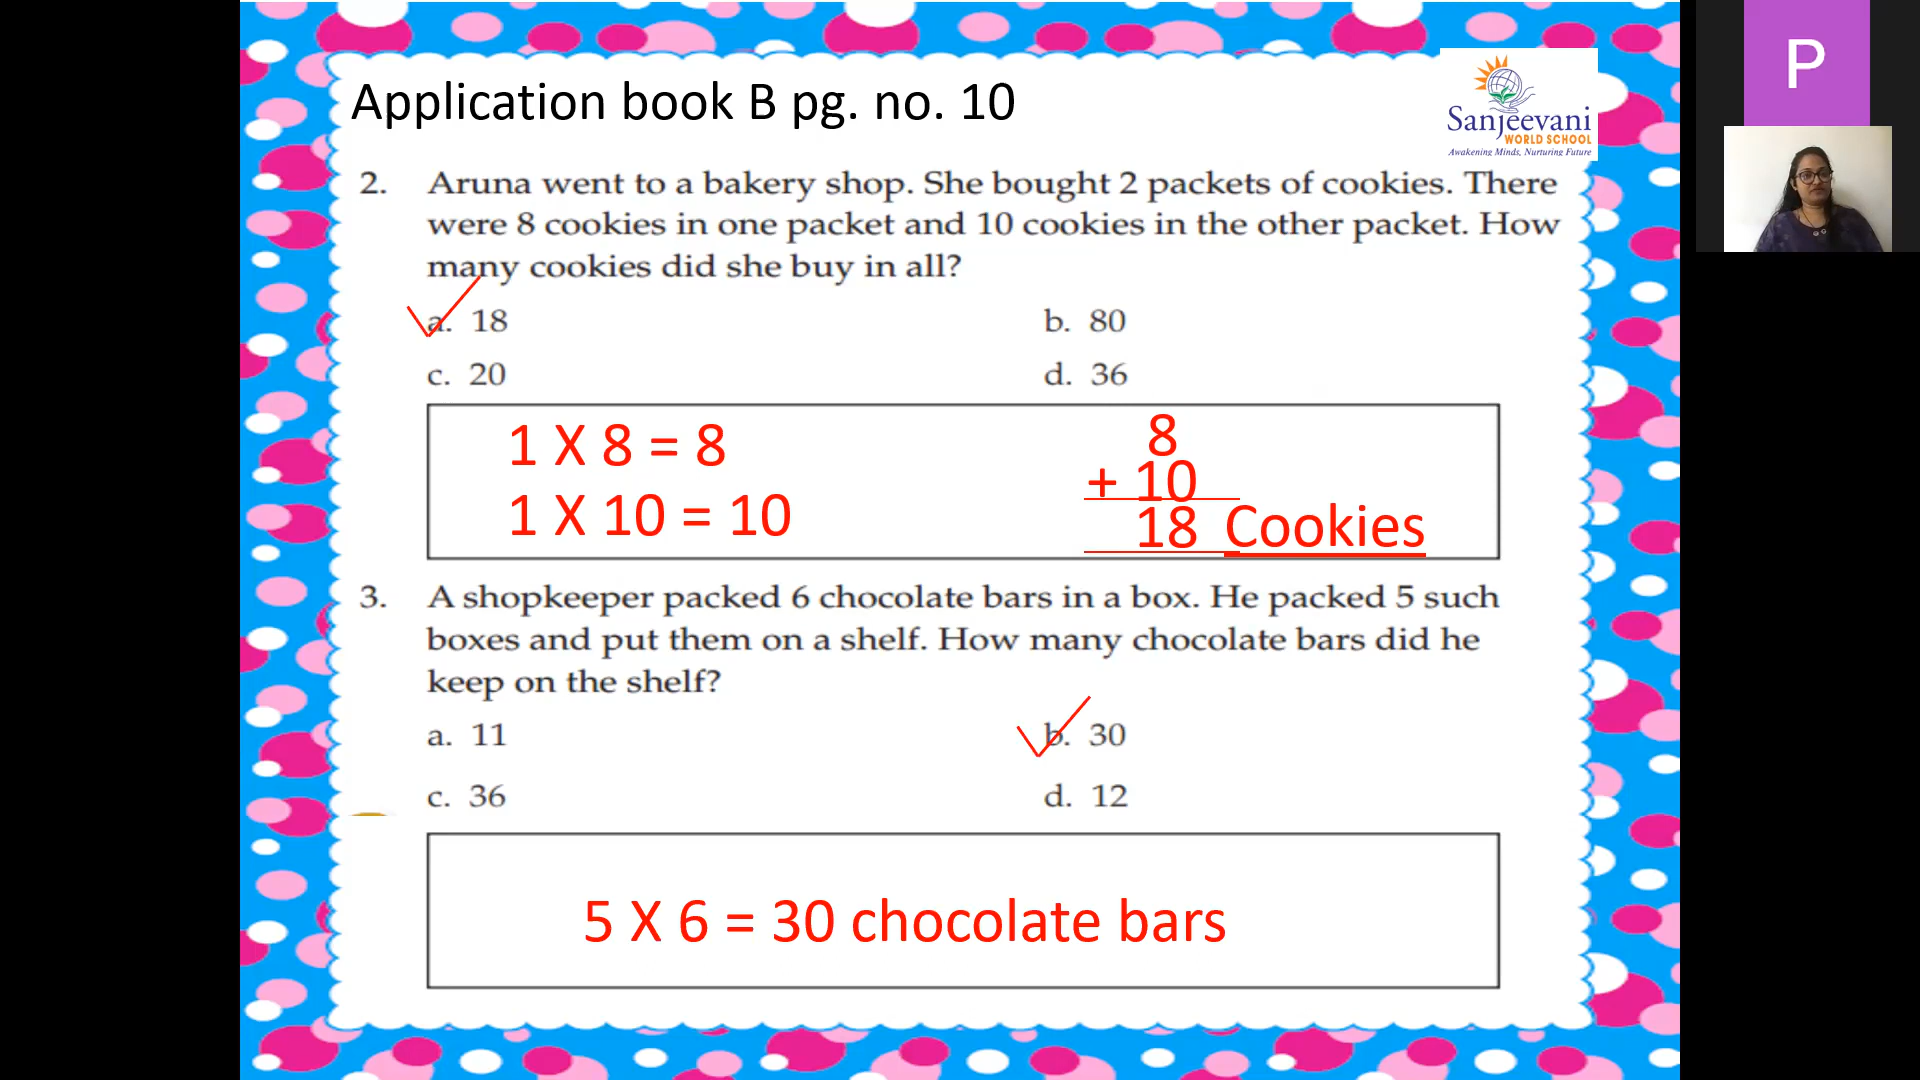 Application book B pg. no. 10
Sanjeevani
WORLD SCHOOL
Awakening Minds, Nurturing Future
P
2. Aruna went to a bakery shop. She bought 2 packets of cookies. There
were 8 cookies in one packet and 10 cookies in the other packet. How
many cookies did she buy in all?
a. 18 b. 80
c. 20 d. 36
1 X 8 = 8
1 X 10 = 10
8
+ 10
18 Cookies
3. A shopkeeper packed 6 chocolate bars in a box. He packed 5 such
boxes and put them on a shelf. How many chocolate bars did he
keep on the shelf?
a. 11 b. 30
c. 36 d. 12
5 X 6 = 30 chocolate bars